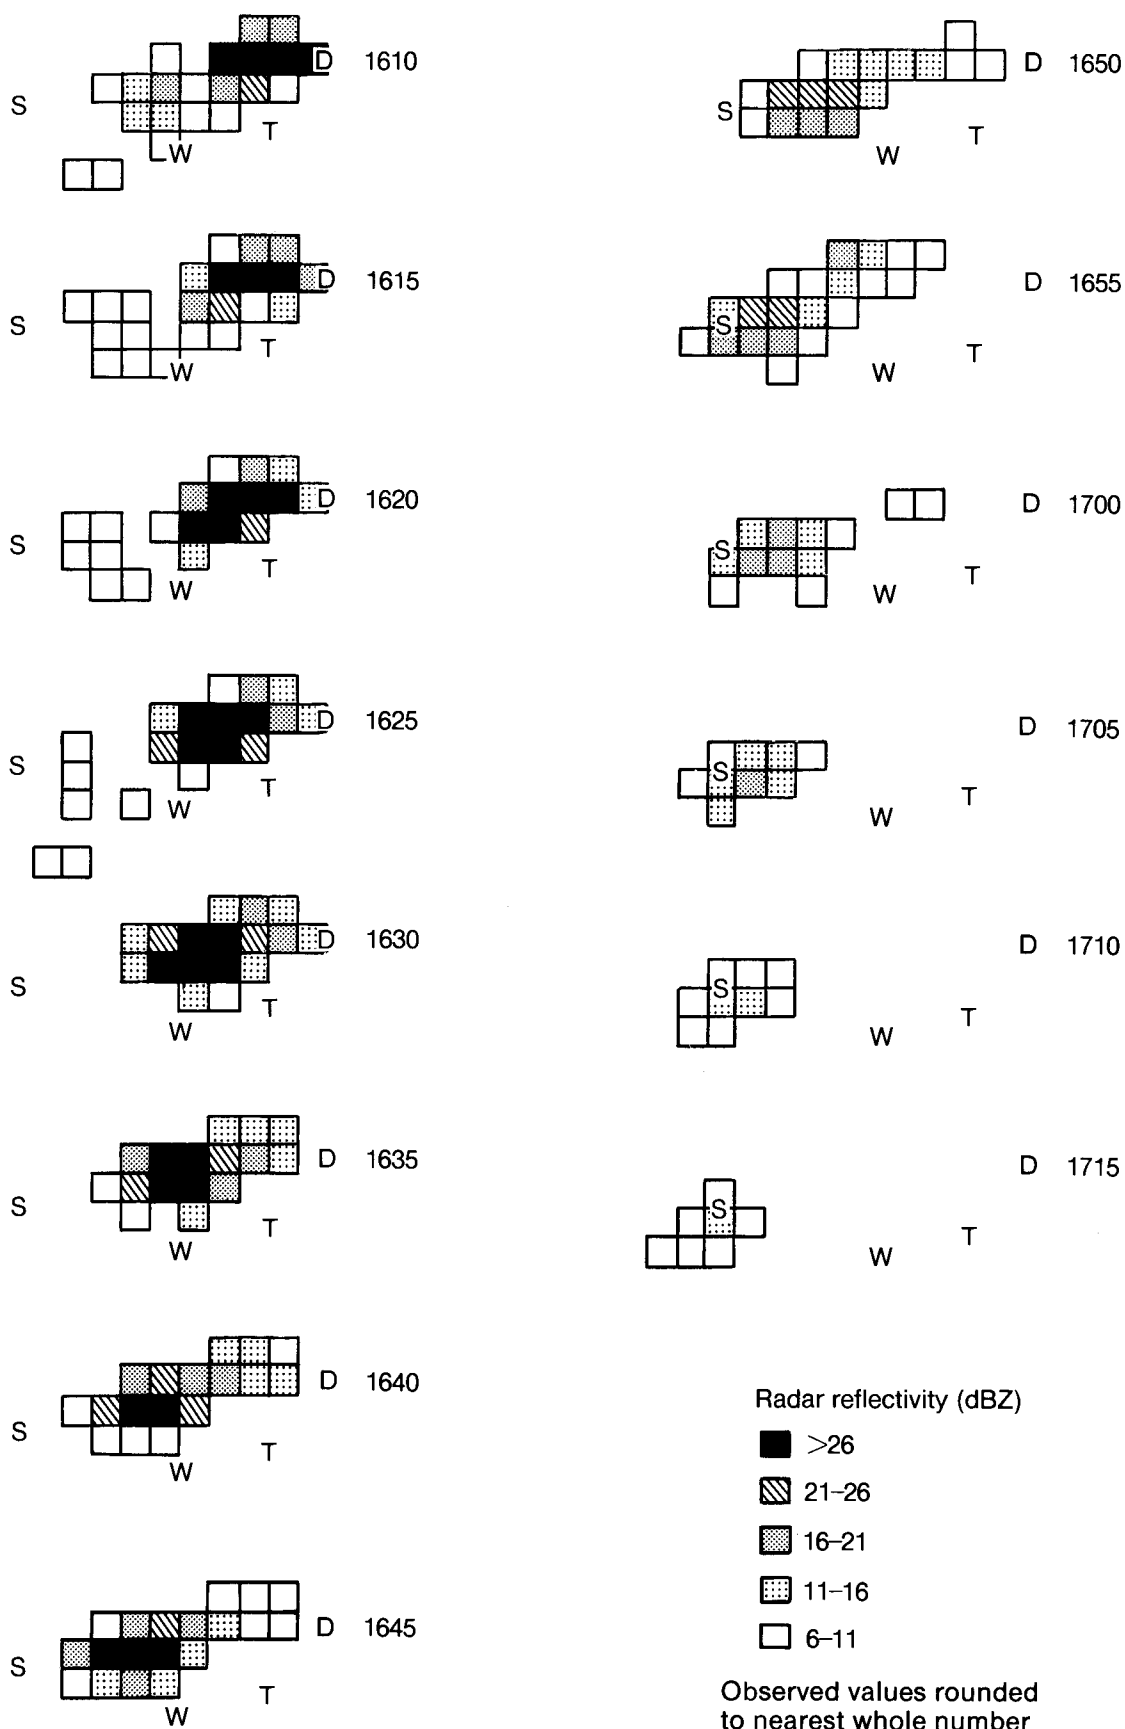 D 1610
S
T
W
D 1615
S
T
W
D 1620
S
T
W
D 1625
S
T
W
D 1630
S
T
W
D 1635
S
T
W
D 1640
S
T
W
D 1645
S
T
W
D 1650
S
T
W
D 1655
S
T
W
D 1700
S
T
W
D 1705
S
T
W
D 1710
S
T
W
D 1715
S
T
W
Radar reflectivity (dBZ)
>26
21–26
16–21
11–16
6–11
Observed values rounded
to nearest whole number